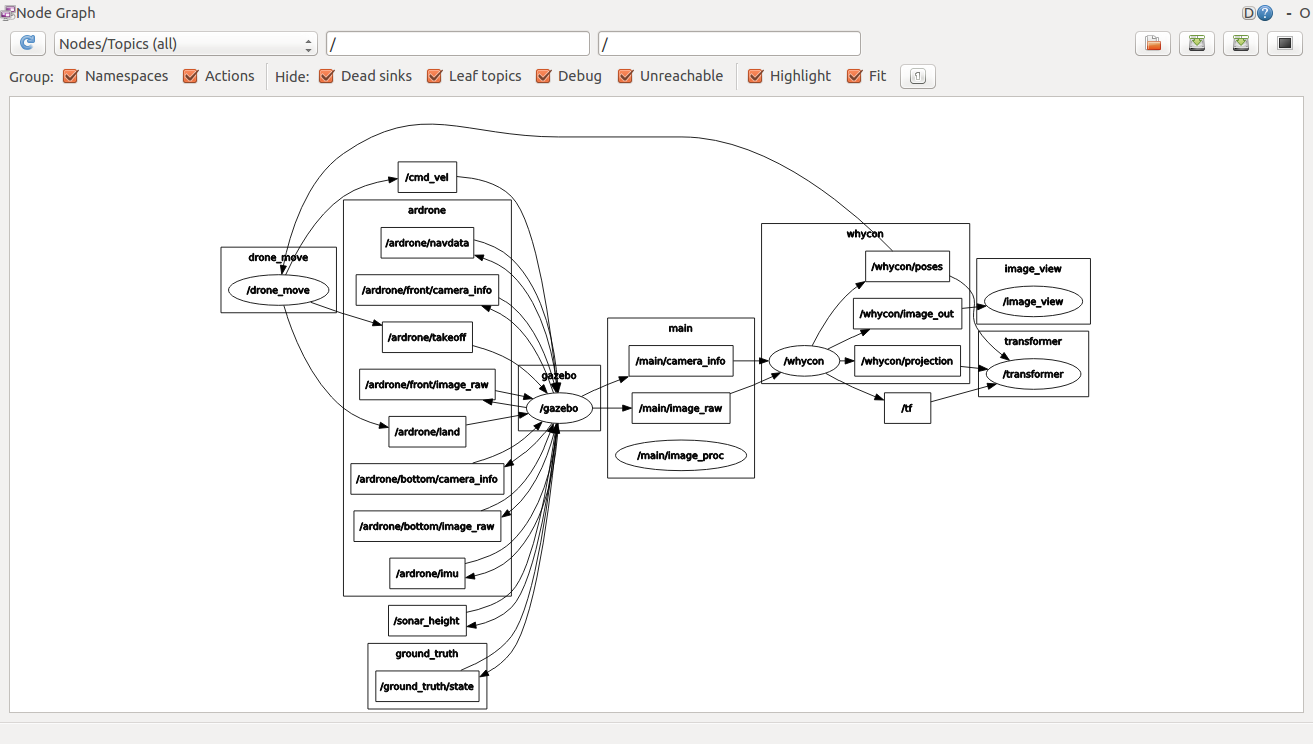 Node Graph
D ? - O
Nodes/Topics (all) / /
Group: Namespaces Actions Hide: Dead sinks Leaf topics Debug Unreachable Highlight Fit 1
/cmd_vel
ardrone
/ardrone/navdata
/ardrone/front/camera_info
/ardrone/takeoff
/ardrone/front/image_raw
/ardrone/land
/ardrone/bottom/camera_info
/ardrone/bottom/image_raw
/ardrone/imu
/sonar_height
ground_truth
/ground_truth/state
drone_move
/drone_move
gazebo
/gazebo
main
/main/camera_info
/main/image_raw
/main/image_proc
whycon
/whycon/poses
/whycon/image_out
/whycon
/whycon/projection
/tf
image_view
/image_view
transformer
/transformer